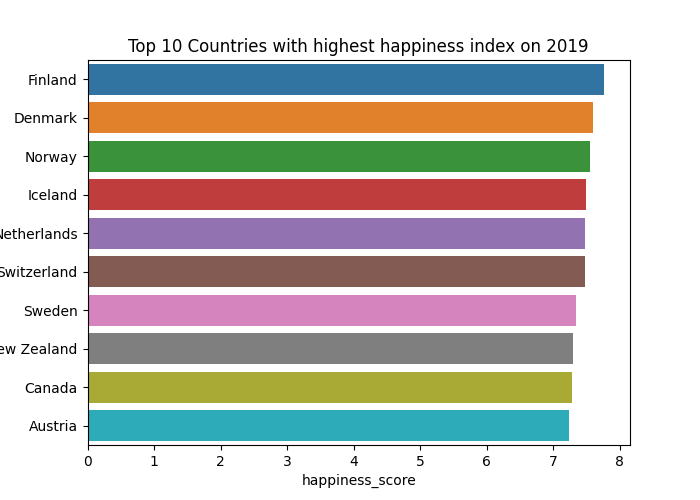 Top 10 Countries with highest happiness index on 2019
Finland
Denmark
Norway
Iceland
Netherlands
Switzerland
Sweden
ew Zealand
Canada
Austria
0 1 2 3 4 5 6 7 8
happiness_score